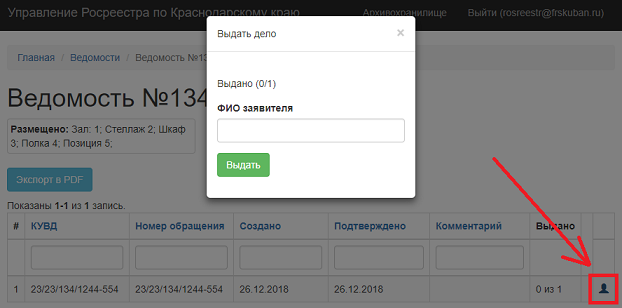 Управление Росреестра по Краснодарскому краю Архивохранилище Выйти (rosreestr@frskuban.ru)
Выдать дело ×
Главная / Ведомости / Ведомость №13
Выдано (0/1)
ФИО заявителя
Ведомость №134
Размещено: Зал: 1; Стеллаж 2; Шкаф
3; Полка 4; Позиция 5;
Выдать
Экспорт в PDF
Показаны 1-1 из 1 запись.
# КУВД Номер обращения Создано Подтверждено Комментарий Выдано
1 23/23/134/1244-554 23/23/134/1244-554 26.12.2018 26.12.2018 0 из 1